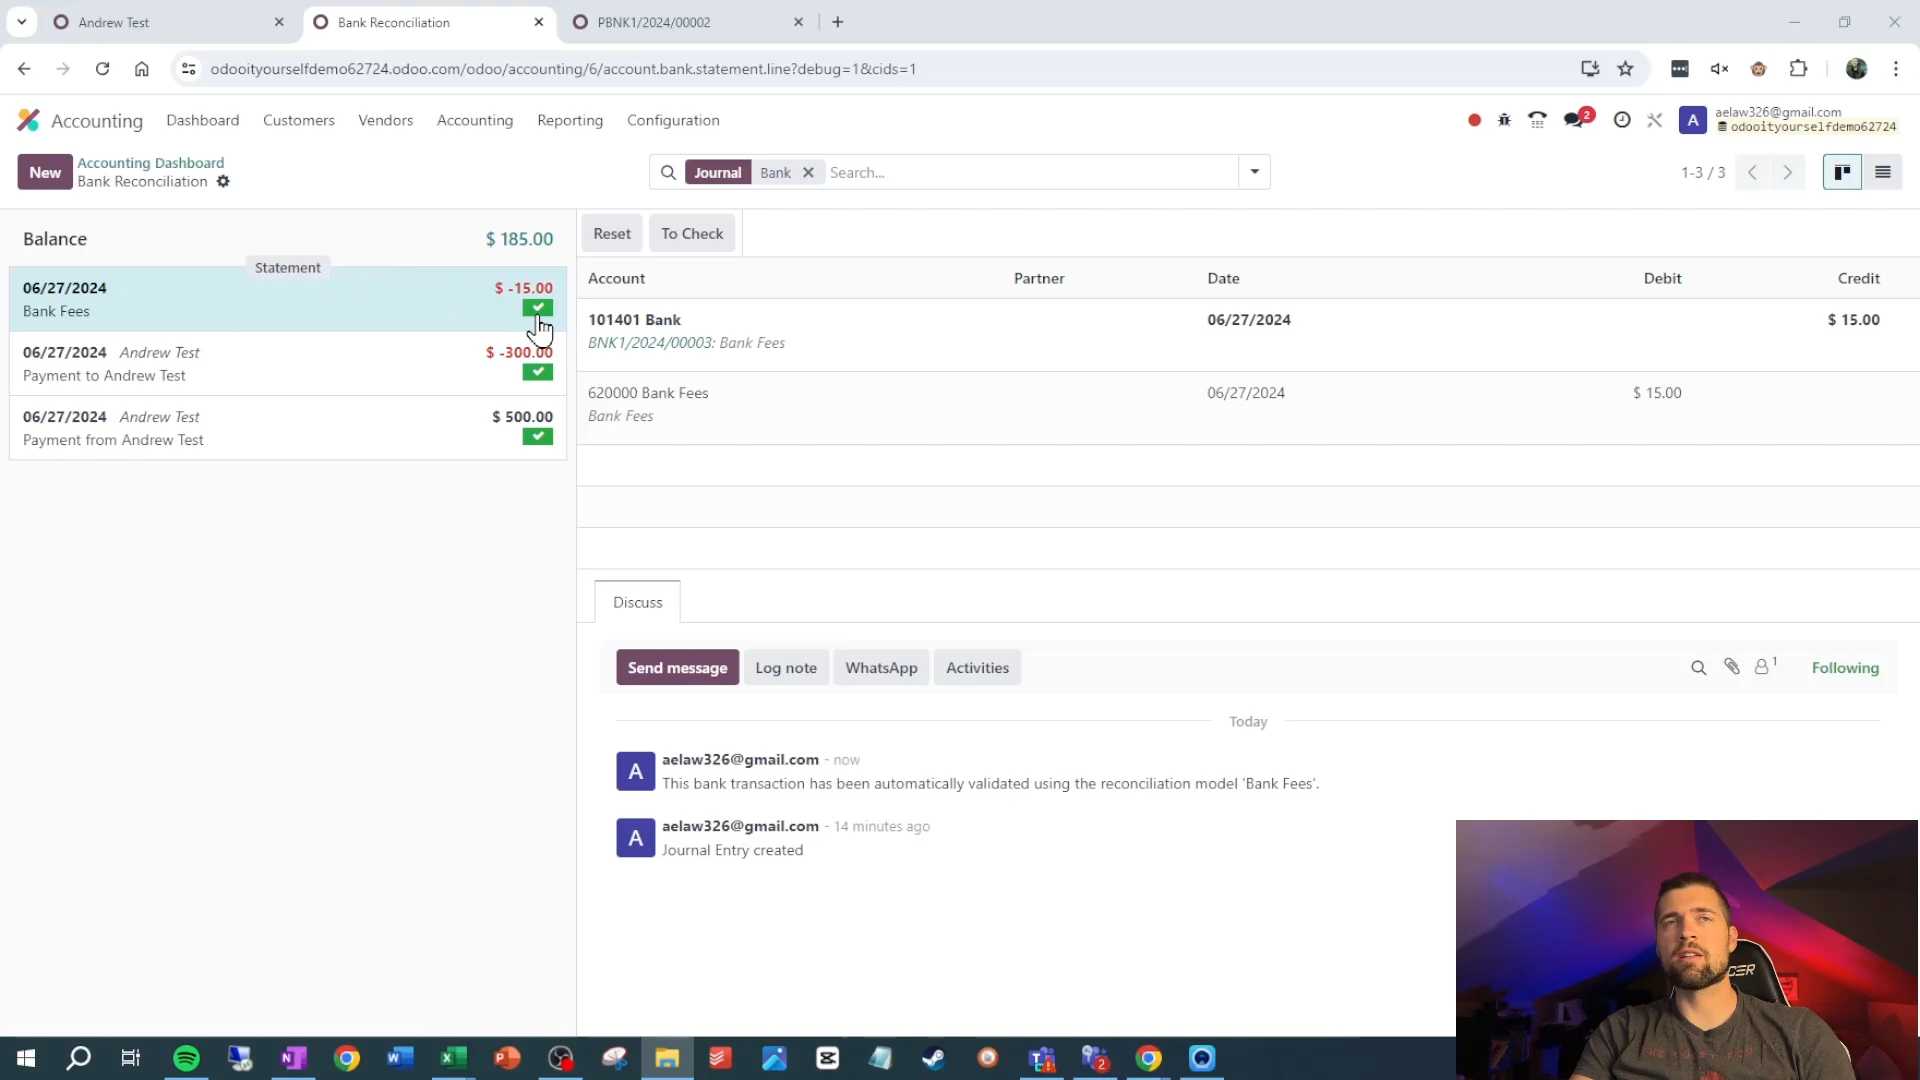 Andrew Test
Bank Reconciliation
PBNK1/2024/00002
odooityourselfdemo62724.odoo.com/odoo/accounting/6/account.bank.statement.line?debug=1&cids=1
Accounting Dashboard Customers Vendors Accounting Reporting Configuration
2
A
aelaw326@gmail.com
odooityourselfdemo62724
New
Accounting Dashboard
Bank Reconciliation
Journal Bank Search...
1-3 / 3
Balance $ 185.00
Statement
06/27/2024 $ -15.00
Bank Fees
06/27/2024 Andrew Test $ -300.00
Payment to Andrew Test
06/27/2024 Andrew Test $ 500.00
Payment from Andrew Test
Reset To Check
Account Partner Date Debit Credit
101401 Bank 06/27/2024 $ 15.00
BNK1/2024/00003: Bank Fees
620000 Bank Fees 06/27/2024 $ 15.00
Bank Fees
Discuss
Send message Log note WhatsApp Activities 1 Following
Today
A
aelaw326@gmail.com - now
This bank transaction has been automatically validated using the reconciliation model 'Bank Fees'.
A
aelaw326@gmail.com - 14 minutes ago
Journal Entry created